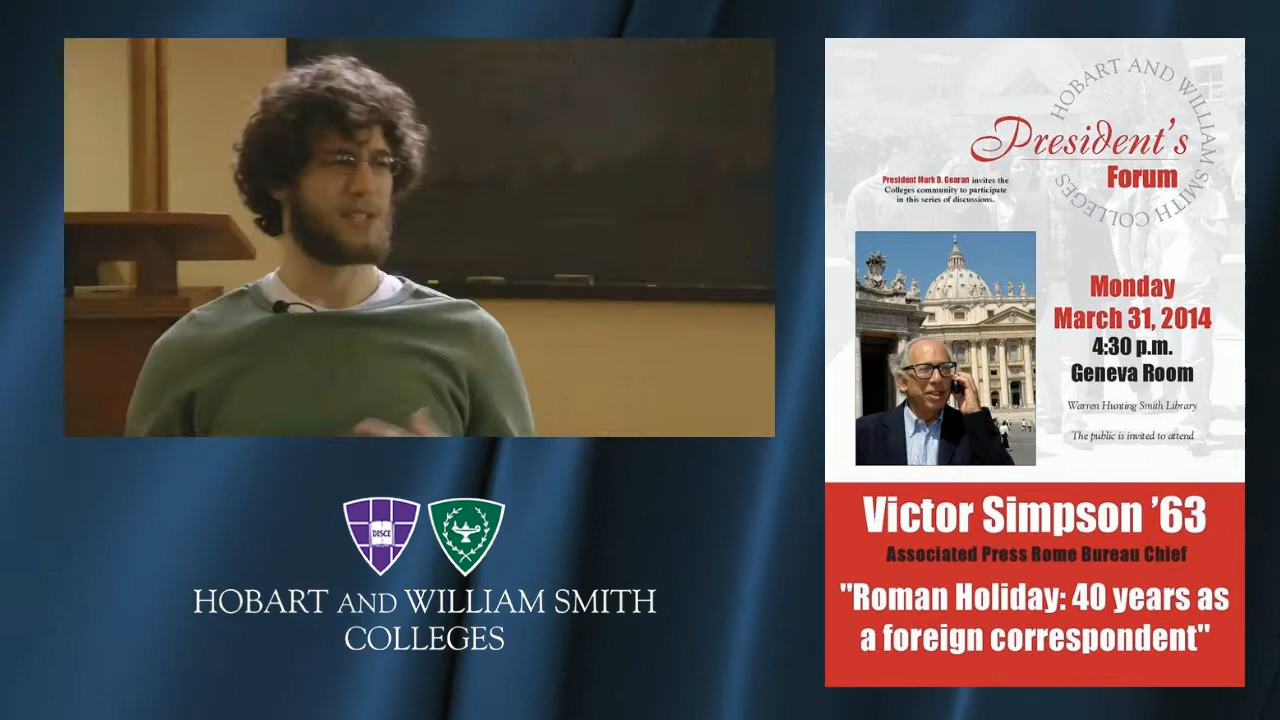 HOBART AND WILLIAM SMITH COLLEGES
President's
Forum
President Mark D. Gearan invites the
Colleges community to participate
in this series of discussions.
Monday
March 31, 2014
4:30 p.m.
Geneva Room
Warren Hunting Smith Library
The public is invited to attend
Victor Simpson ’63
Associated Press Rome Bureau Chief
"Roman Holiday: 40 years as
a foreign correspondent"
DISCE
HOBART AND WILLIAM SMITH
COLLEGES